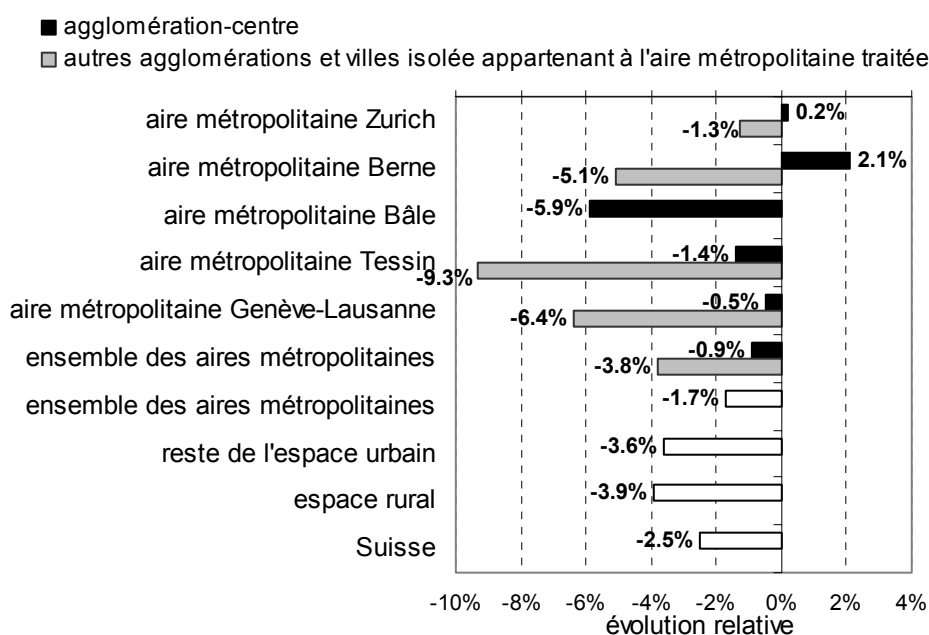 agglomération-centre
autres agglomérations et villes isolée appartenant à l'aire métropolitaine traitée
aire métropolitaine Zurich
0.2%
-1.3%
aire métropolitaine Berne
2.1%
-5.1%
aire métropolitaine Bâle
-5.9%
aire métropolitaine Tessin
-1.4%
-9.3%
aire métropolitaine Genève-Lausanne
-0.5%
-6.4%
ensemble des aires métropolitaines
-0.9%
-3.8%
ensemble des aires métropolitaines
-1.7%
reste de l'espace urbain
-3.6%
espace rural
-3.9%
Suisse
-2.5%
-10% -8% -6% -4% -2% 0% 2% 4%
évolution relative